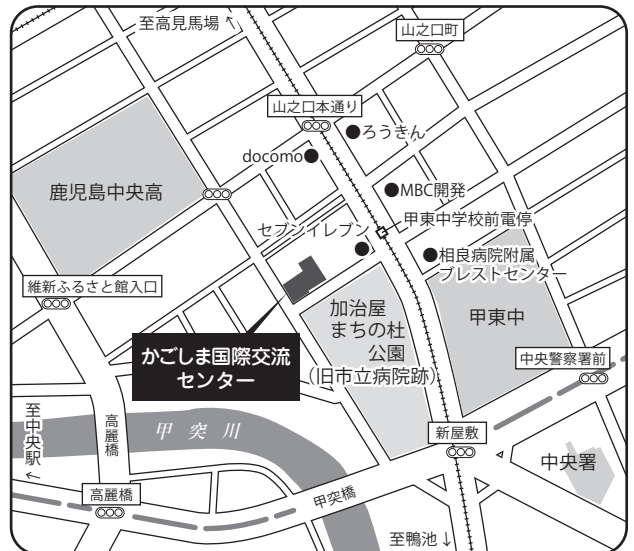 至高見馬場↖
山之口町
山之口本通り
ろうきん
docomo
鹿児島中央高
MBC開発
甲東中学校前電停
セブンイレブン
相良病院附属
ブレストセンター
維新ふるさと館入口
加治屋
まちの杜
公園
(旧市立病院跡)
甲東中
かごしま国際交流
センター
中央警察署前
至中央駅←
高麗橋
甲突川
新屋敷
中央署
高麗橋
甲突橋
至鴨池↓